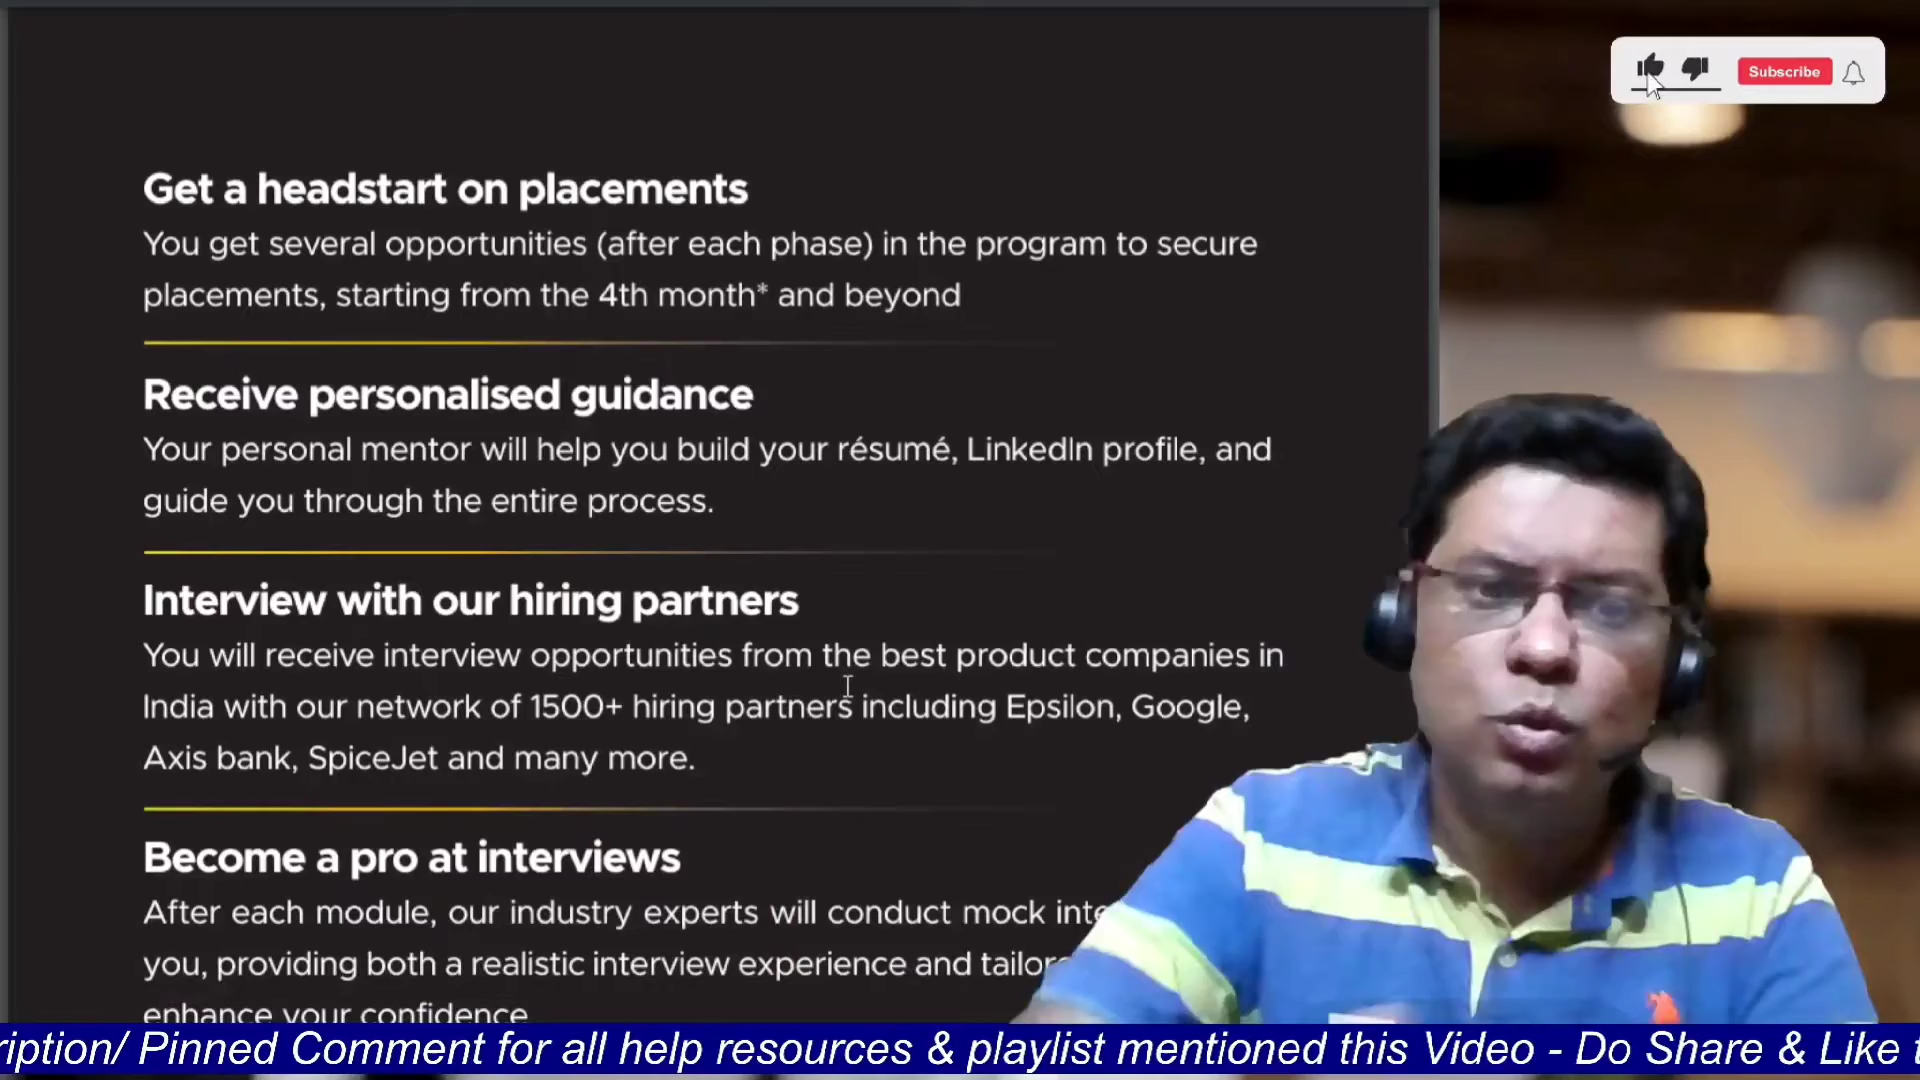 Subscribe
Get a headstart on placements
You get several opportunities (after each phase) in the program to secure
placements, starting from the 4th month* and beyond
Receive personalised guidance
Your personal mentor will help you build your résumé, LinkedIn profile, and
guide you through the entire process.
Interview with our hiring partners
You will receive interview opportunities from the best product companies in
India with our network of 1500+ hiring partners including Epsilon, Google,
Axis bank, SpiceJet and many more.
Become a pro at interviews
After each module, our industry experts will conduct mock
you, providing both a realistic interview experience and
enhance your confidence
Pinned Comment for all help resources & playlist mentioned this Video - Do Share & Like